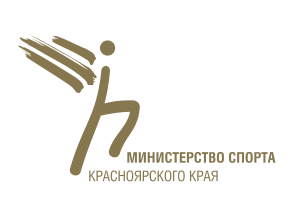 МИНИСТЕРСТВО СПОРТА
КРАСНОЯРСКОГО КРАЯ